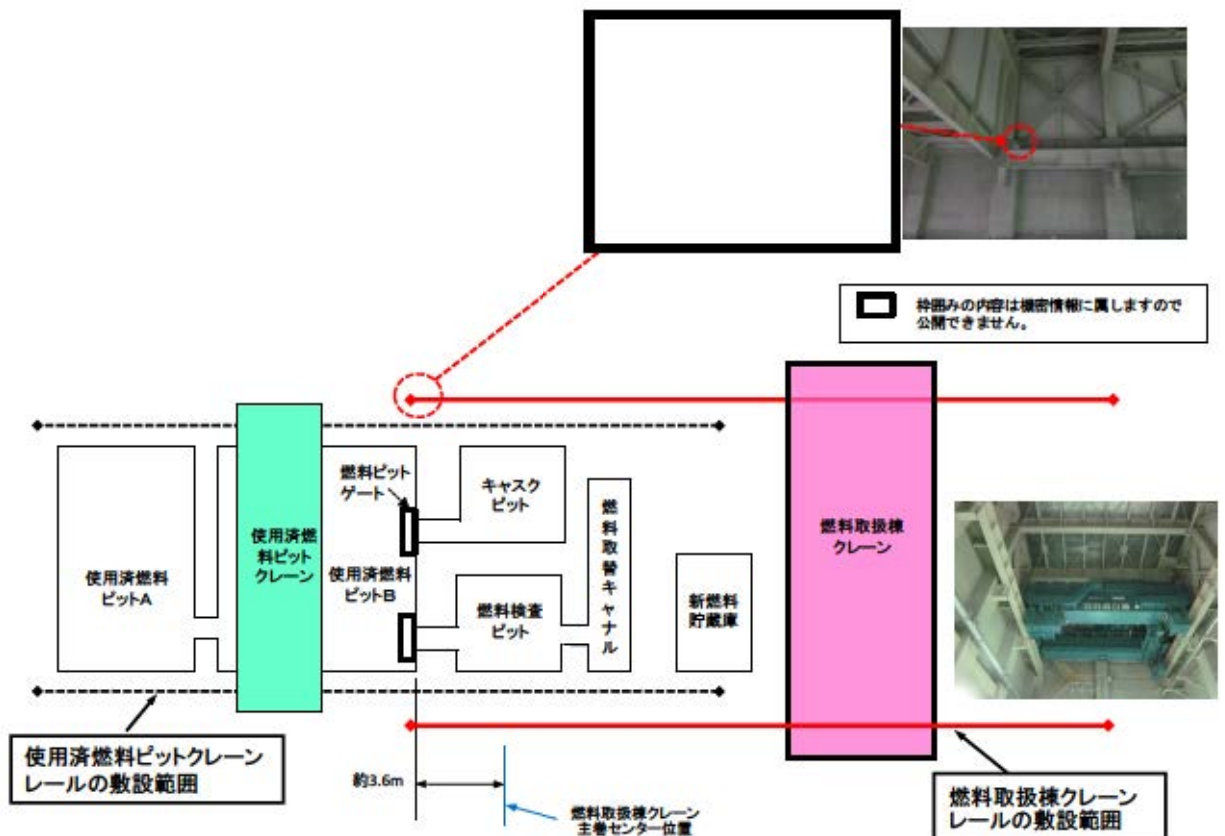 枠囲みの内容は機密情報に属しますので
公開できません。
燃料ピット
ゲート
キャスク
ピット
燃料取替キャナル
使用済燃
料ピット
クレーン
燃料取扱棟
クレーン
使用済燃料
ピットA
使用済燃料
ピットB
燃料検査
ピット
新燃料
貯蔵庫
使用済燃料ピットクレーン
レールの敷設範囲
約3.6m
燃料取扱棟クレーン
主巻センター位置
燃料取扱棟クレーン
レールの敷設範囲